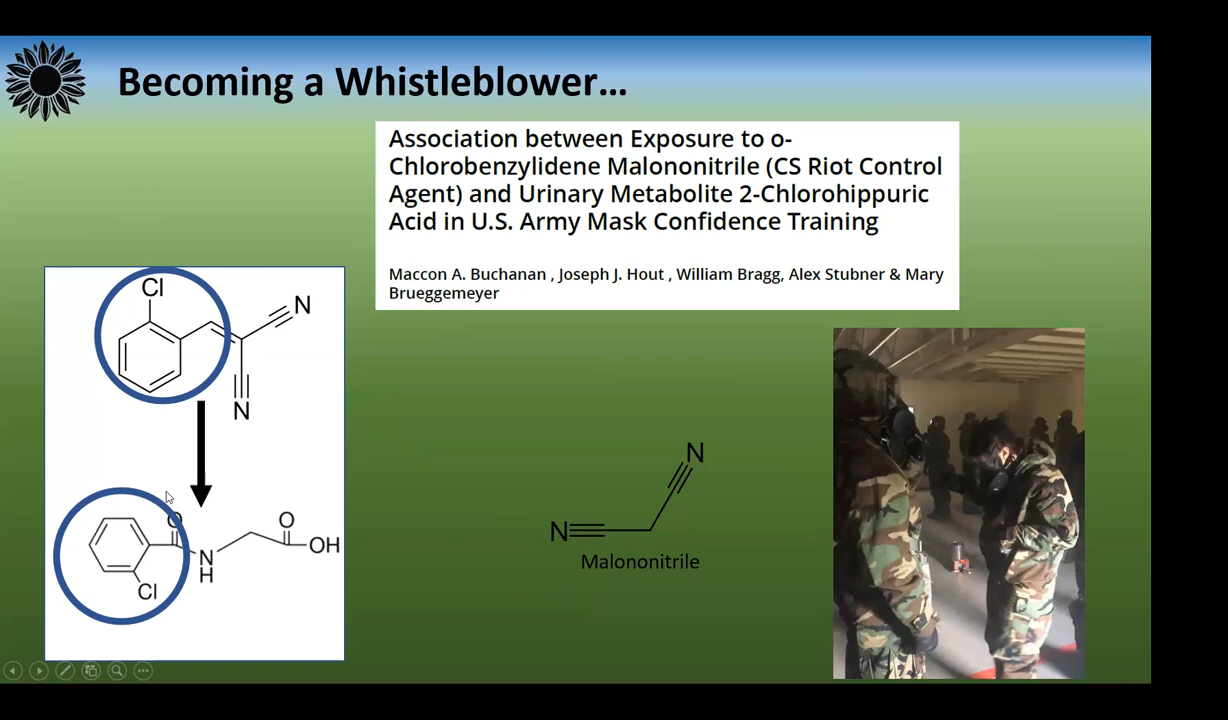 Becoming a Whistleblower…
Association between Exposure to o-
Chlorobenzylidene Malononitrile (CS Riot Control
Agent) and Urinary Metabolite 2-Chlorohippuric
Acid in U.S. Army Mask Confidence Training
Maccon A. Buchanan , Joseph J. Hout , William Bragg, Alex Stubner & Mary
Brueggemeyer
Cl
N
N
O
O
N
H
OH
Cl
N
N
Malononitrile